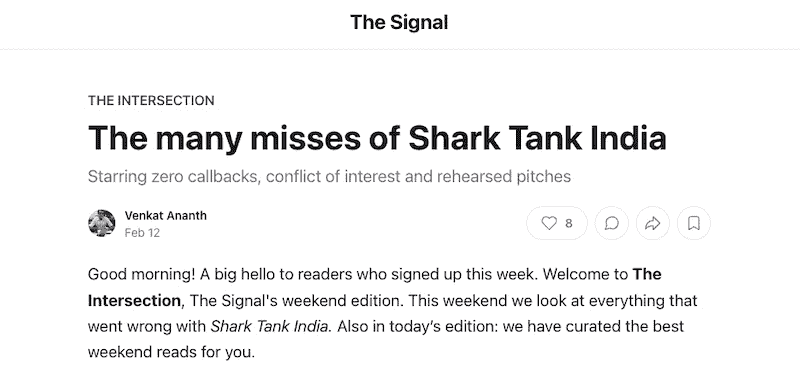 The Signal
THE INTERSECTION
The many misses of Shark Tank India
Starring zero callbacks, conflict of interest and rehearsed pitches
Venkat Ananth
Feb 12
8
Good morning! A big hello to readers who signed up this week. Welcome to The
Intersection, The Signal's weekend edition. This weekend we look at everything that
went wrong with Shark Tank India. Also in today’s edition: we have curated the best
weekend reads for you.